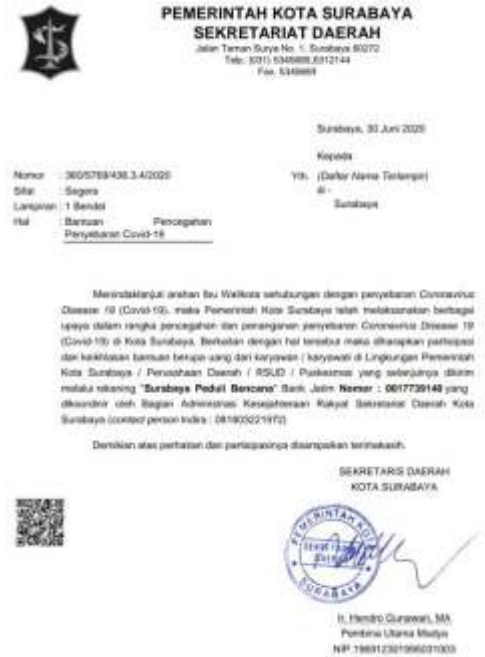 PEMERINTAH KOTA SURABAYA
SEKRETARIAT DAERAH
Jalan Taman Surya No. 1, Surabaya 60272
Telp. (031) 5345689,5312144
Fax.
Surabaya, 30 Juni 2020
Kepada
Nomor : 360/5769/436.3.4/2020
Yth. (Daftar Nama Terlampir)
Sifat : Segera
di -
Lampiran : 1 Bendel
Surabaya
Hal : Bantuan Pencegahan
Penyebaran Covid-19
Menindaklanjuti arahan Ibu Walikota sehubungan dengan penyebaran Coronavirus
Disease 19 (Covid-19), maka Pemerintah Kota Surabaya telah melaksanakan berbagai
upaya dalam rangka pencegahan dan penanganan penyebaran Coronavirus Disease 19
(Covid-19) di Kota Surabaya. Berkaitan dengan hal tersebut maka diharapkan partisipasi
dan keikhlasan bantuan berupa uang dari karyawan / karyawati di Lingkungan Pemerintah
Kota Surabaya / Perusahaan Daerah / RSUD / Puskesmas yang selanjutnya dikirim
melalui rekening "Surabaya Peduli Bencana" Bank Jatim Nomor : 0017739146 yang
dikoordinir oleh Bagian Administrasi Kesejahteraan Rakyat Sekretariat Daerah Kota
Surabaya (contact person Indira : 081803221972)
Demikian atas perhatian dan partisipasinya disampaikan terimakasih.
SEKRETARIS DAERAH
KOTA SURABAYA
PEMERINTAH KOTA
SURABAYA
Ir. Hendro Gunawan, MA
Pembina Utama Madya
NIP